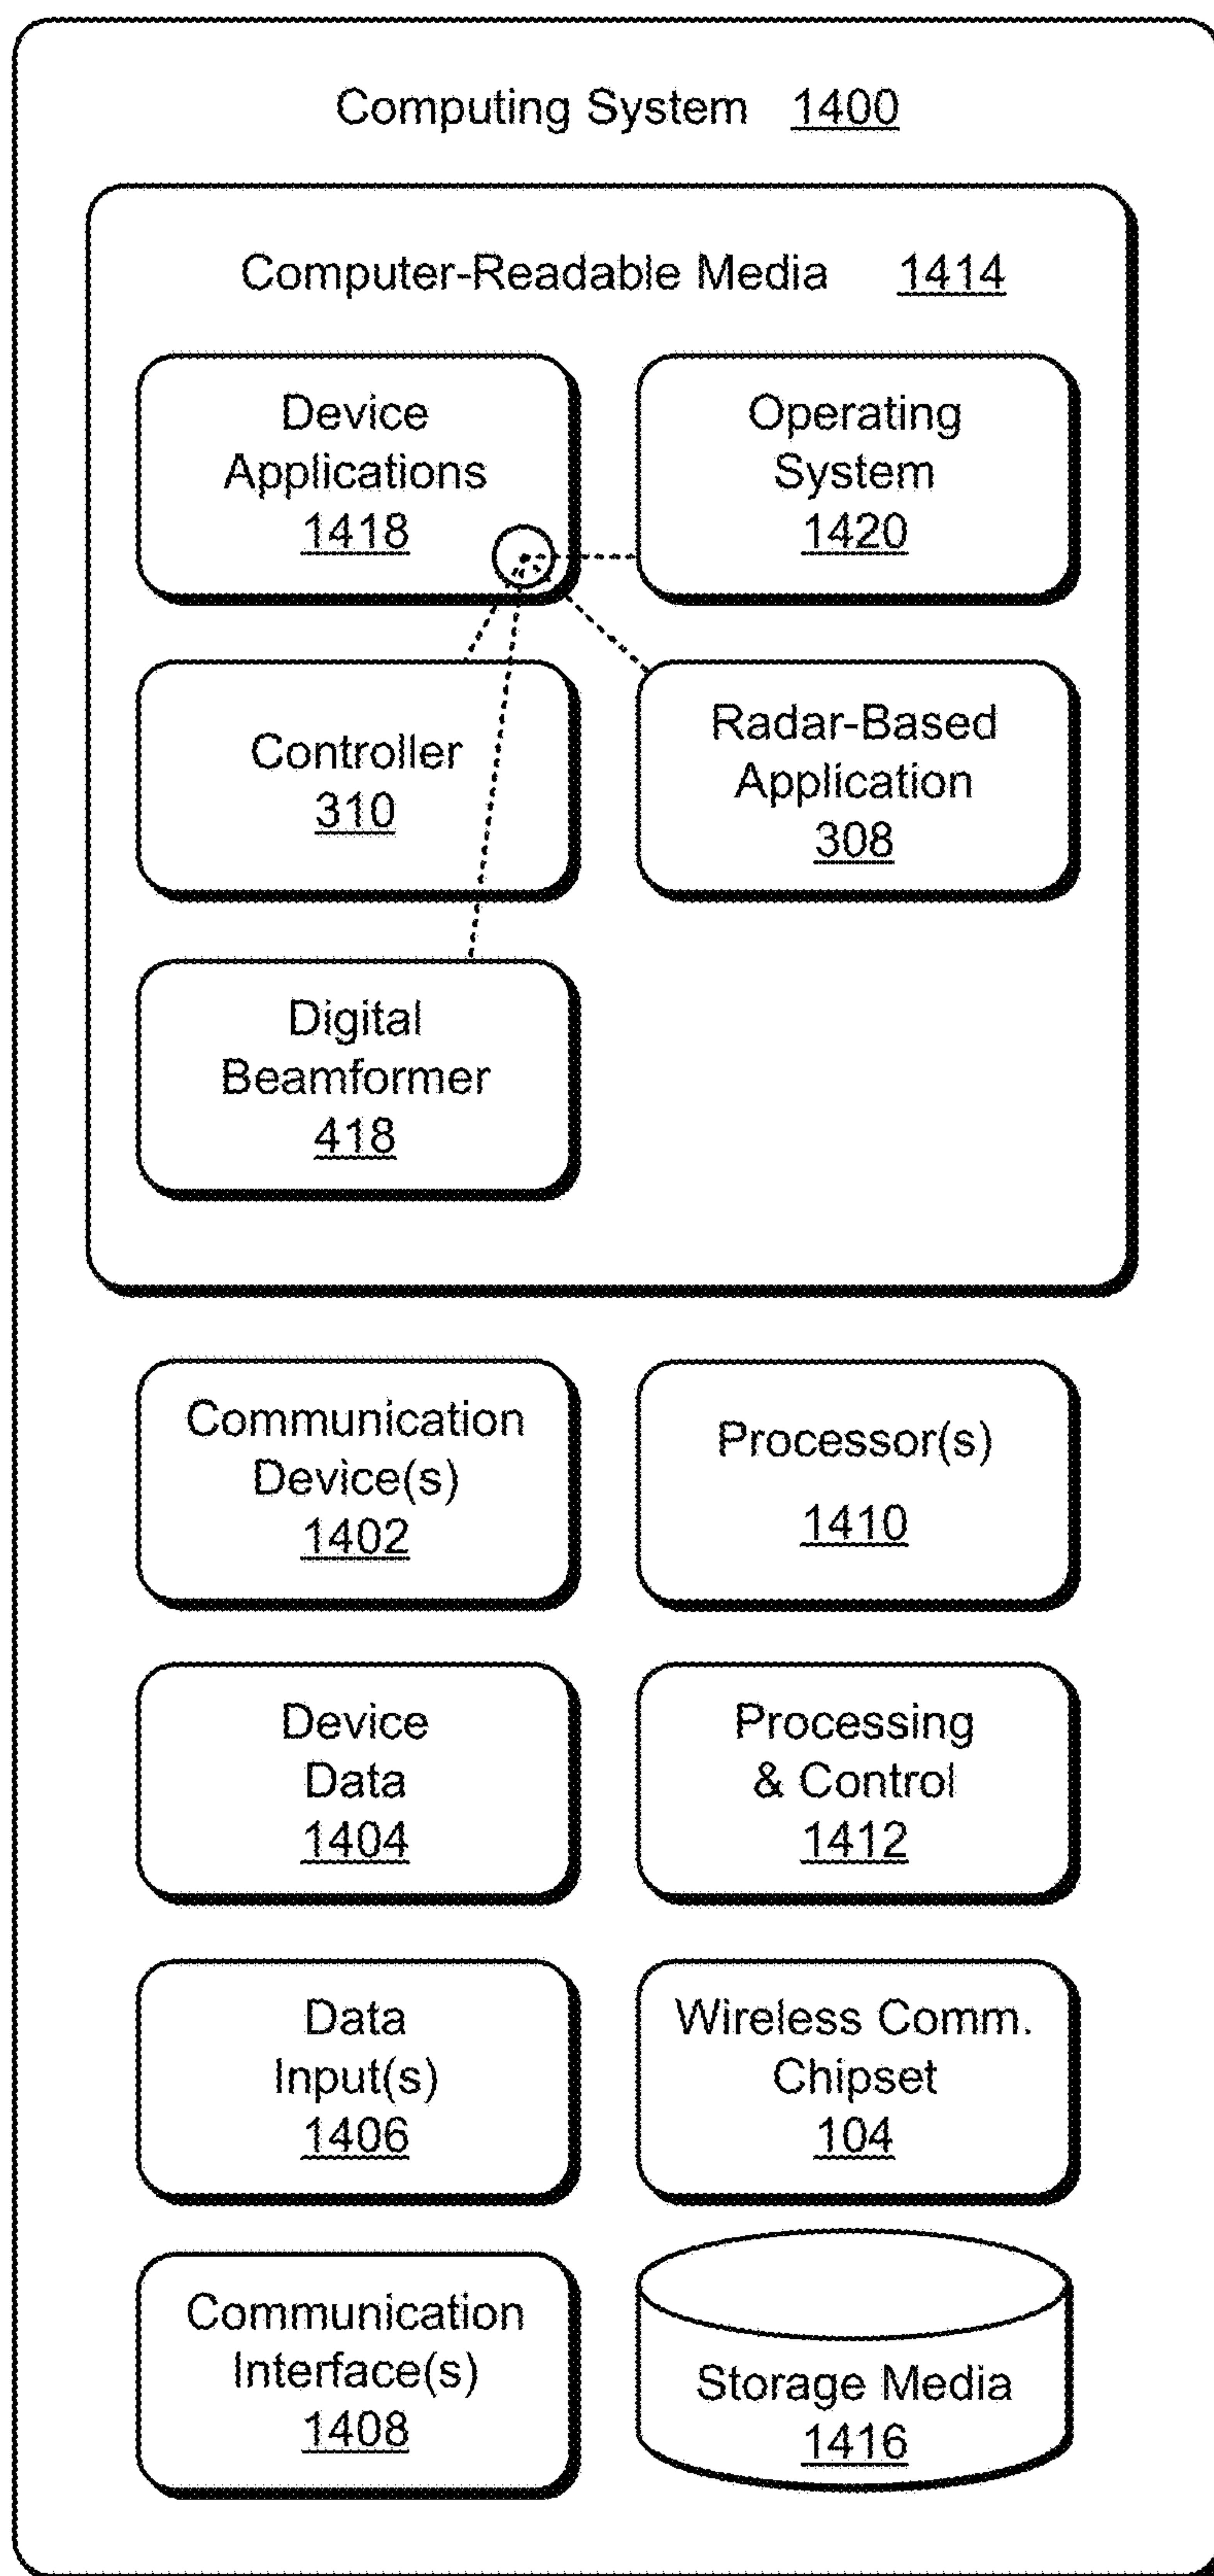 Computing System 1400
Computer-Readable Media 1414
Device
Applications
1418
Operating
System
1420
Controller
310
Radar-Based
Application
308
Digital
Beamformer
418
Communication
Device(s)
1402
Processor(s)
1410
Device
Data
1404
Processing
& Control
1412
Data
Input(s)
1406
Wireless Comm.
Chipset
104
Communication
Interface(s)
1408
Storage Media
1416